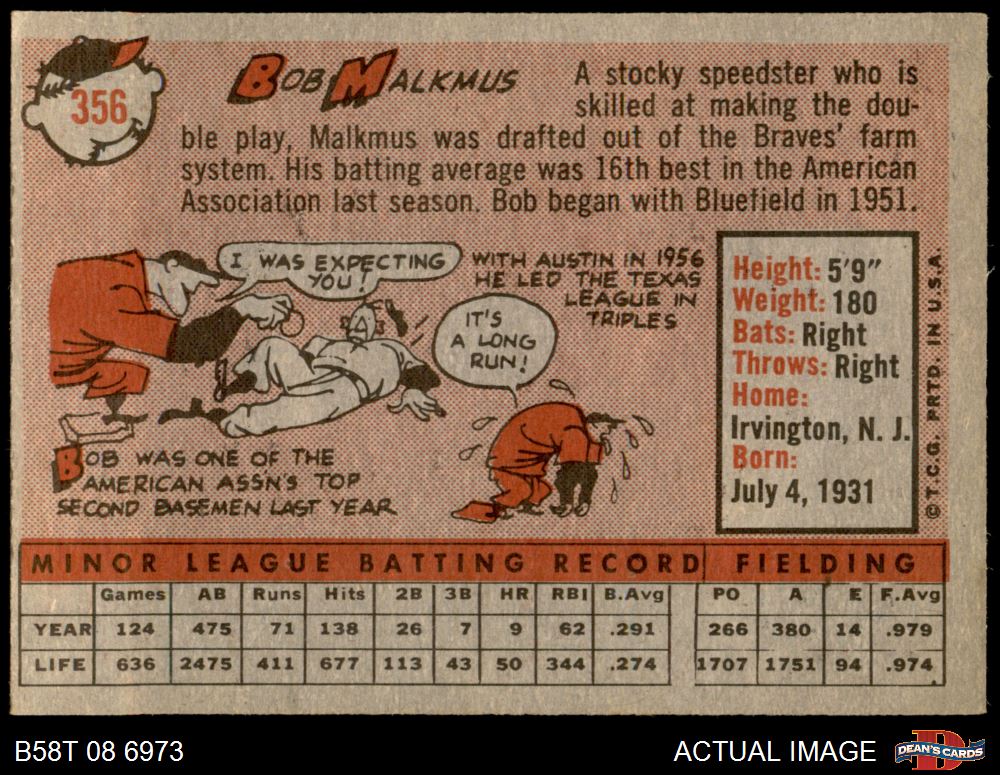 356
BOB MALKMUS
A stocky speedster who is
skilled at making the dou-
ble play, Malkmus was drafted out of the Braves' farm
system. His batting average was 16th best in the American
Association last season. Bob began with Bluefield in 1951.
I WAS EXPECTING
YOU!
WITH AUSTIN IN 1956
HE LED THE TEXAS
LEAGUE IN
TRIPLES
IT'S
A LONG
RUN!
BOB WAS ONE OF THE
AMERICAN ASSN'S TOP
SECOND BASEMEN LAST YEAR
Height: 5'9"
Weight: 180
Bats: Right
Throws: Right
Home:
Irvington, N. J.
Born:
July 4, 1931
© T.C.G. PRTD. IN U.S.A.
MINOR LEAGUE BATTING RECORD FIELDING
Games AB Runs Hits 2B 3B HR RBI B.Avg PO A E F.Avg
YEAR 124 475 71 138 26 7 9 62 .291 266 380 14 .979
LIFE 636 2475 411 677 113 43 50 344 .274 1707 1751 94 .974
B58T 08 6973
ACTUAL IMAGE
DEAN'S CARDS